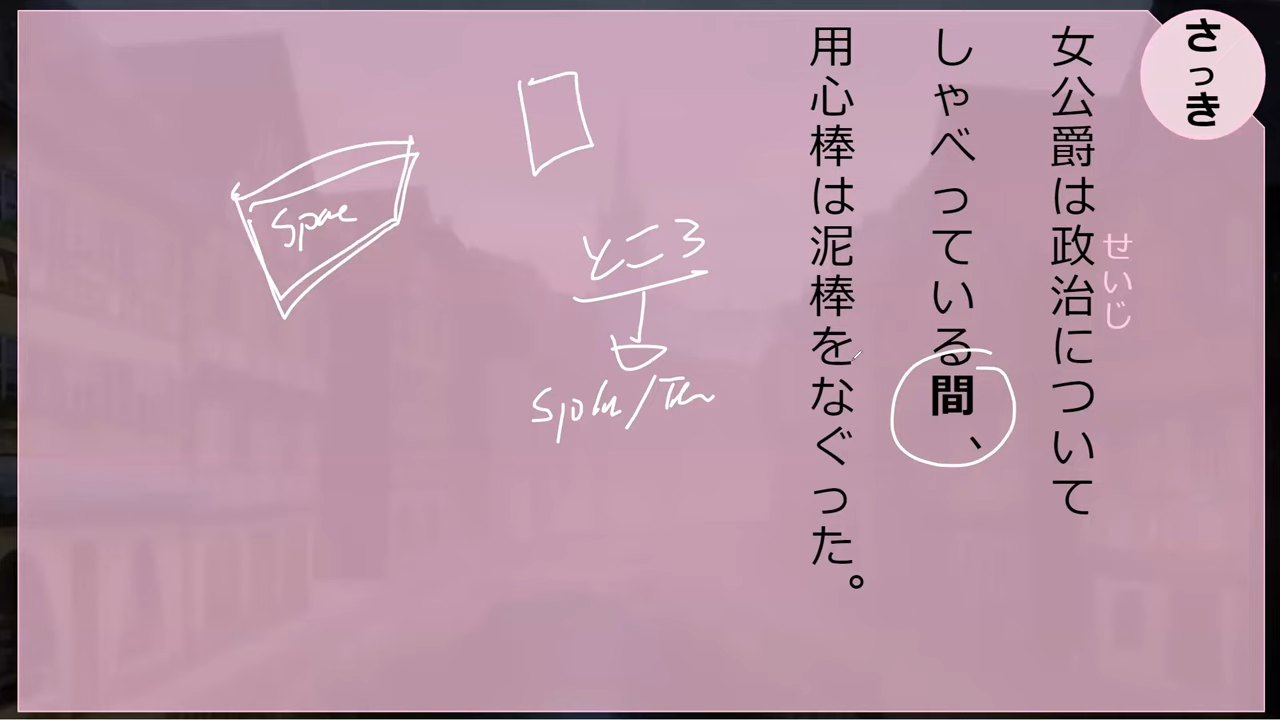 さっき
女公爵は政治について
せいじ
しゃべっている間、
用心棒は泥棒をなぐった。
ところ
Space